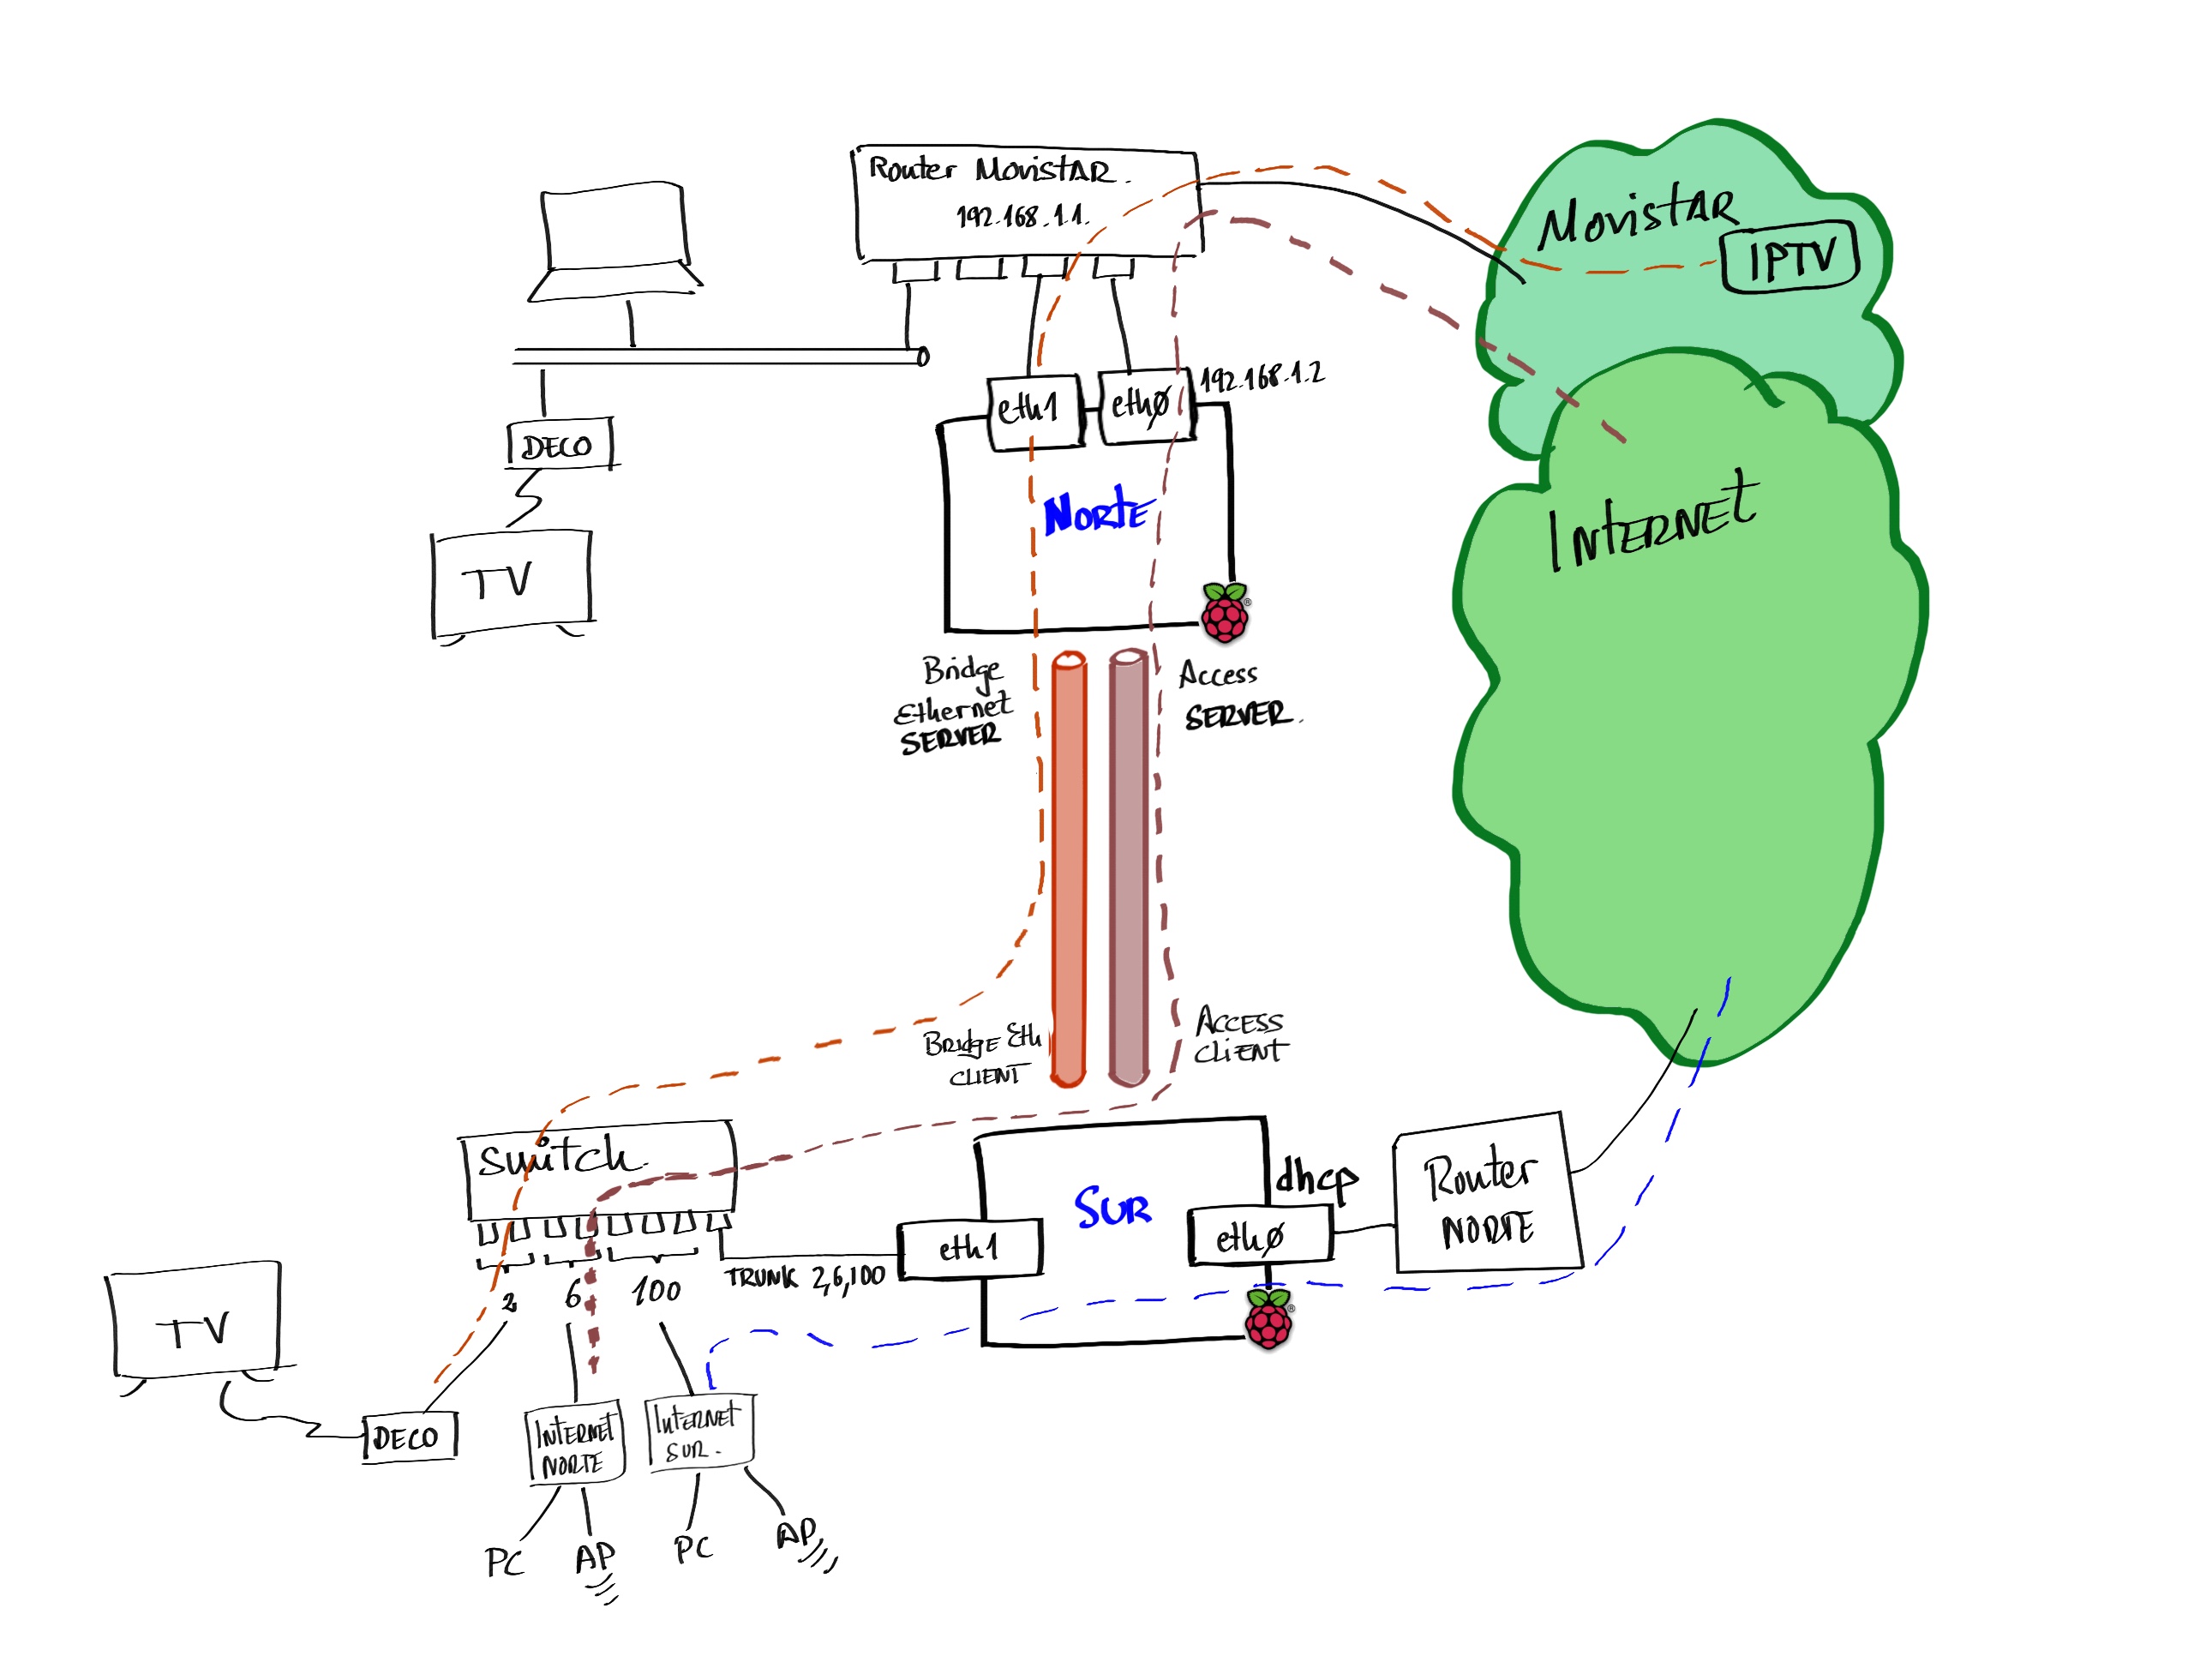 Router MovistAR.
192.168.1.1.
MovistAR
IPTV
eth1
ethø
192.168.1.2
DECO
TV
Norte
Internet
Bridge
Ethernet
SERVER
Access
SERVER.
Bridge Eth
CLIENT
Access
CLIENT
Switch
dhcp
Router
NORTE
Sur
eth1
ethø
TRUNK 2,6,100
2
6
100
TV
DECO
INTERNET
NORTE
INTERNET
SUR.
PC
AP
PC
AP
®
®